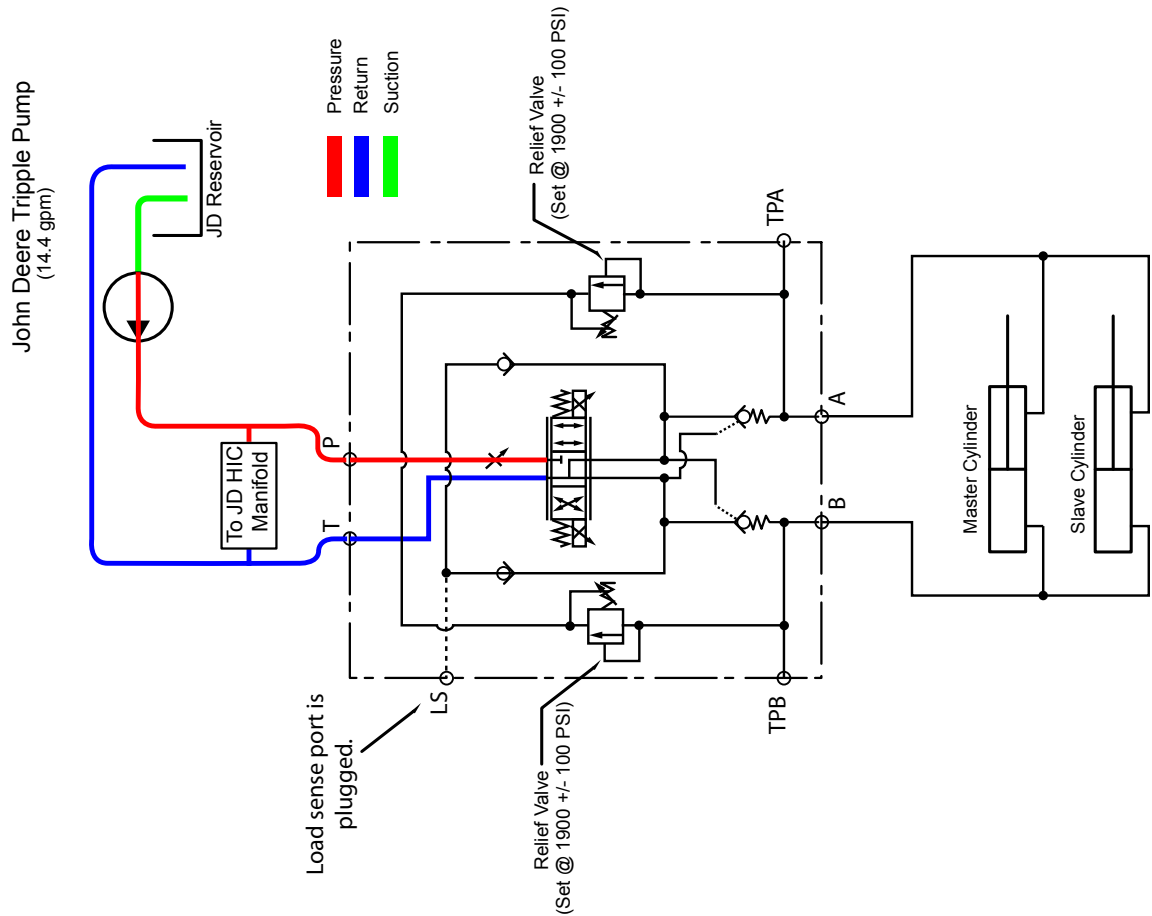 John Deere Tripple Pump
(14.4 gpm)
JD Reservoir
Pressure
Return
Suction
To JD HIC
Manifold
P
T
Relief Valve
(Set @ 1900 +/- 100 PSI)
TPA
Load sense port is
plugged.
LS
Relief Valve
(Set @ 1900 +/- 100 PSI)
TPB
A
B
Master Cylinder
Slave Cylinder